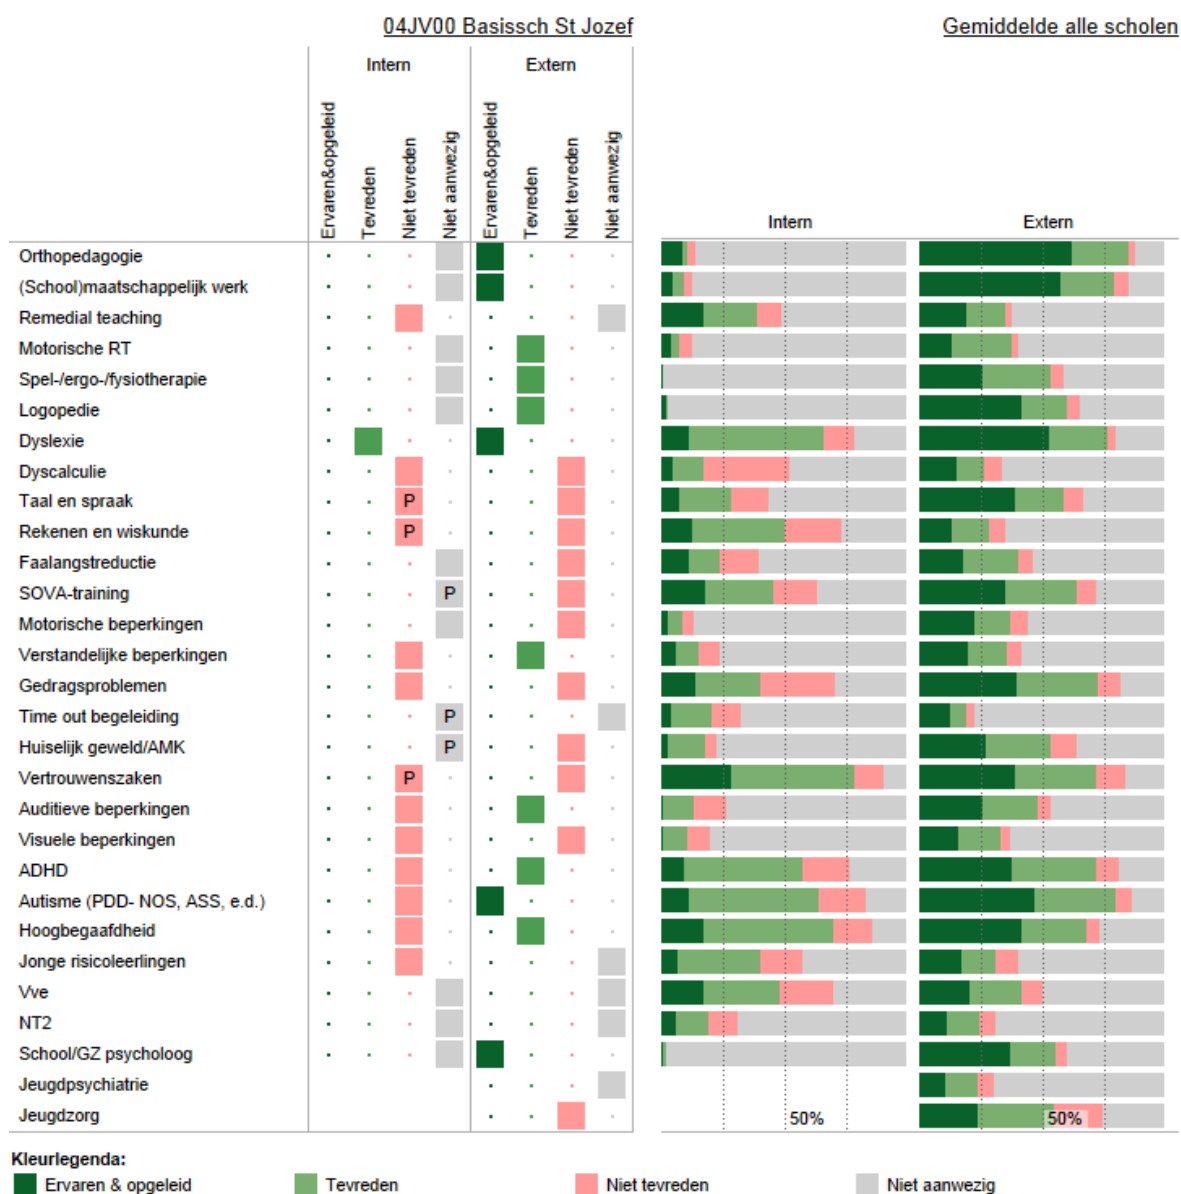 04JV00 Basissch St Jozef
Gemiddelde alle scholen
Intern
Extern
Ervaren&opgeleid
Tevreden
Niet tevreden
Niet aanwezig
Ervaren&opgeleid
Tevreden
Niet tevreden
Niet aanwezig
Intern
Extern
Orthopedagogie
(School)maatschappelijk werk
Remedial teaching
Motorische RT
Spel-/ergo-/fysiotherapie
Logopedie
Dyslexie
Dyscalculie
Taal en spraak P
Rekenen en wiskunde P
Faalangstreductie
SOVA-training P
Motorische beperkingen
Verstandelijke beperkingen
Gedragsproblemen
Time out begeleiding P
Huiselijk geweld/AMK P
Vertrouwenszaken P
Auditieve beperkingen
Visuele beperkingen
ADHD
Autisme (PDD- NOS, ASS, e.d.)
Hoogbegaafdheid
Jonge risicoleerlingen
Vve
NT2
School/GZ psycholoog
Jeugdpsychiatrie
Jeugdzorg
50%
50%
Kleurlegenda:
Ervaren & opgeleid
Tevreden
Niet tevreden
Niet aanwezig